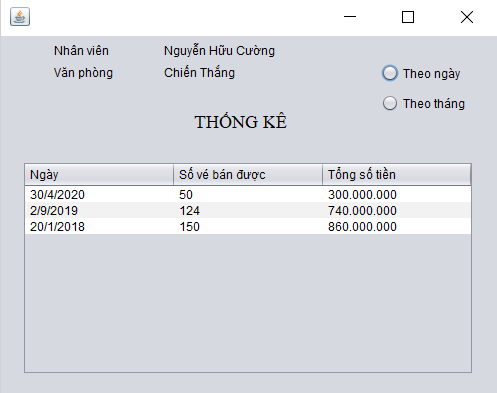 Nhân viên Nguyễn Hữu Cường
Văn phòng Chiến Thắng
Theo ngày
Theo tháng
THỐNG KÊ
Ngày Số vé bán được Tổng số tiền
30/4/2020 50 300.000.000
2/9/2019 124 740.000.000
20/1/2018 150 860.000.000